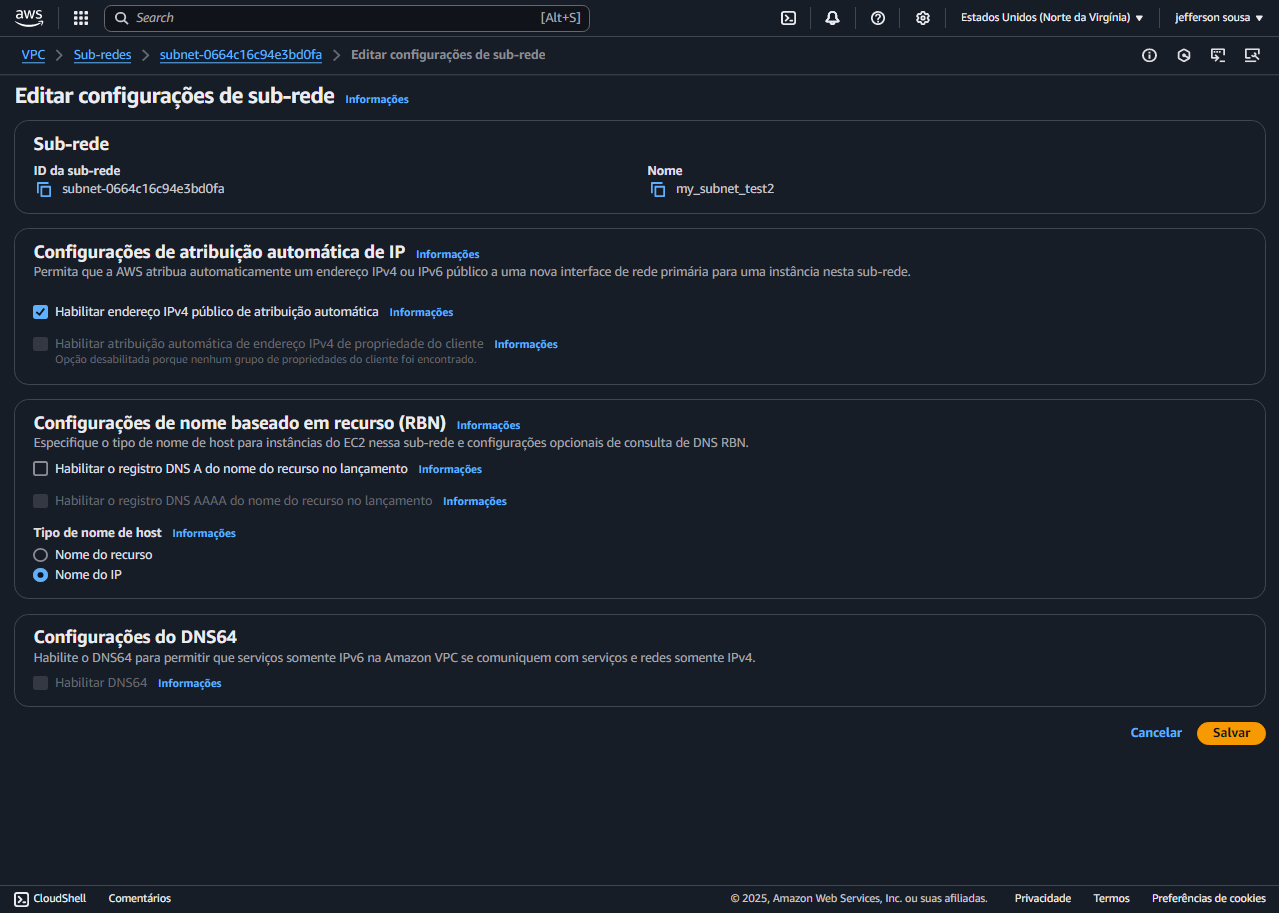 aws Search [Alt+S] Estados Unidos (Norte da Virgínia) jefferson sousa
VPC Sub-redes subnet-0664c16c94e3bd0fa Editar configurações de sub-rede
Editar configurações de sub-rede Informações
Sub-rede
ID da sub-rede Nome
subnet-0664c16c94e3bd0fa my_subnet_test2
Configurações de atribuição automática de IP Informações
Permita que a AWS atribua automaticamente um endereço IPv4 ou IPv6 público a uma nova interface de rede primária para uma instância nesta sub-rede.
Habilitar endereço IPv4 público de atribuição automática Informações
Habilitar atribuição automática de endereço IPv4 de propriedade do cliente Informações
Opção desabilitada porque nenhum grupo de propriedades do cliente foi encontrado.
Configurações de nome baseado em recurso (RBN) Informações
Especifique o tipo de nome de host para instâncias do EC2 nessa sub-rede e configurações opcionais de consulta de DNS RBN.
Habilitar o registro DNS A do nome do recurso no lançamento Informações
Habilitar o registro DNS AAAA do nome do recurso no lançamento Informações
Tipo de nome de host Informações
Nome do recurso
Nome do IP
Configurações do DNS64
Habilite o DNS64 para permitir que serviços somente IPv6 na Amazon VPC se comuniquem com serviços e redes somente IPv4.
Habilitar DNS64 Informações
Cancelar Salvar
CloudShell Comentários © 2025, Amazon Web Services, Inc. ou suas afiliadas. Privacidade Termos Preferências de cookies